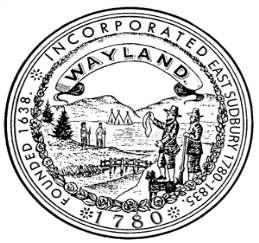 FOUNDED 1638. INCORPORATED EAST SUDBURY 1780-1835.
WAYLAND.
1780